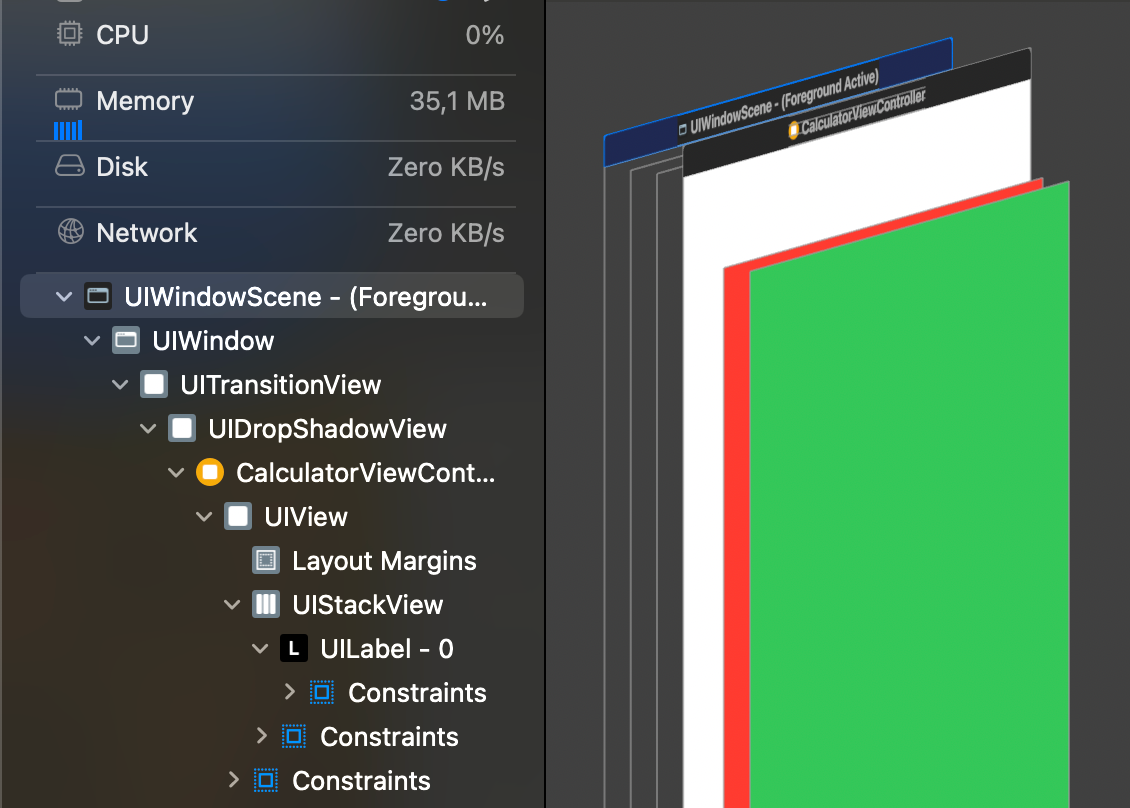 CPU 0%
Memory 35,1 MB
Disk Zero KB/s
Network Zero KB/s
UIWindowScene - (Foregrou...
UIWindow
UITransitionView
UIDropShadowView
CalculatorViewCont...
UIView
Layout Margins
UIStackView
L UILabel - 0
Constraints
Constraints
Constraints
UIWindowScene - (Foreground Active)
CalculatorViewController